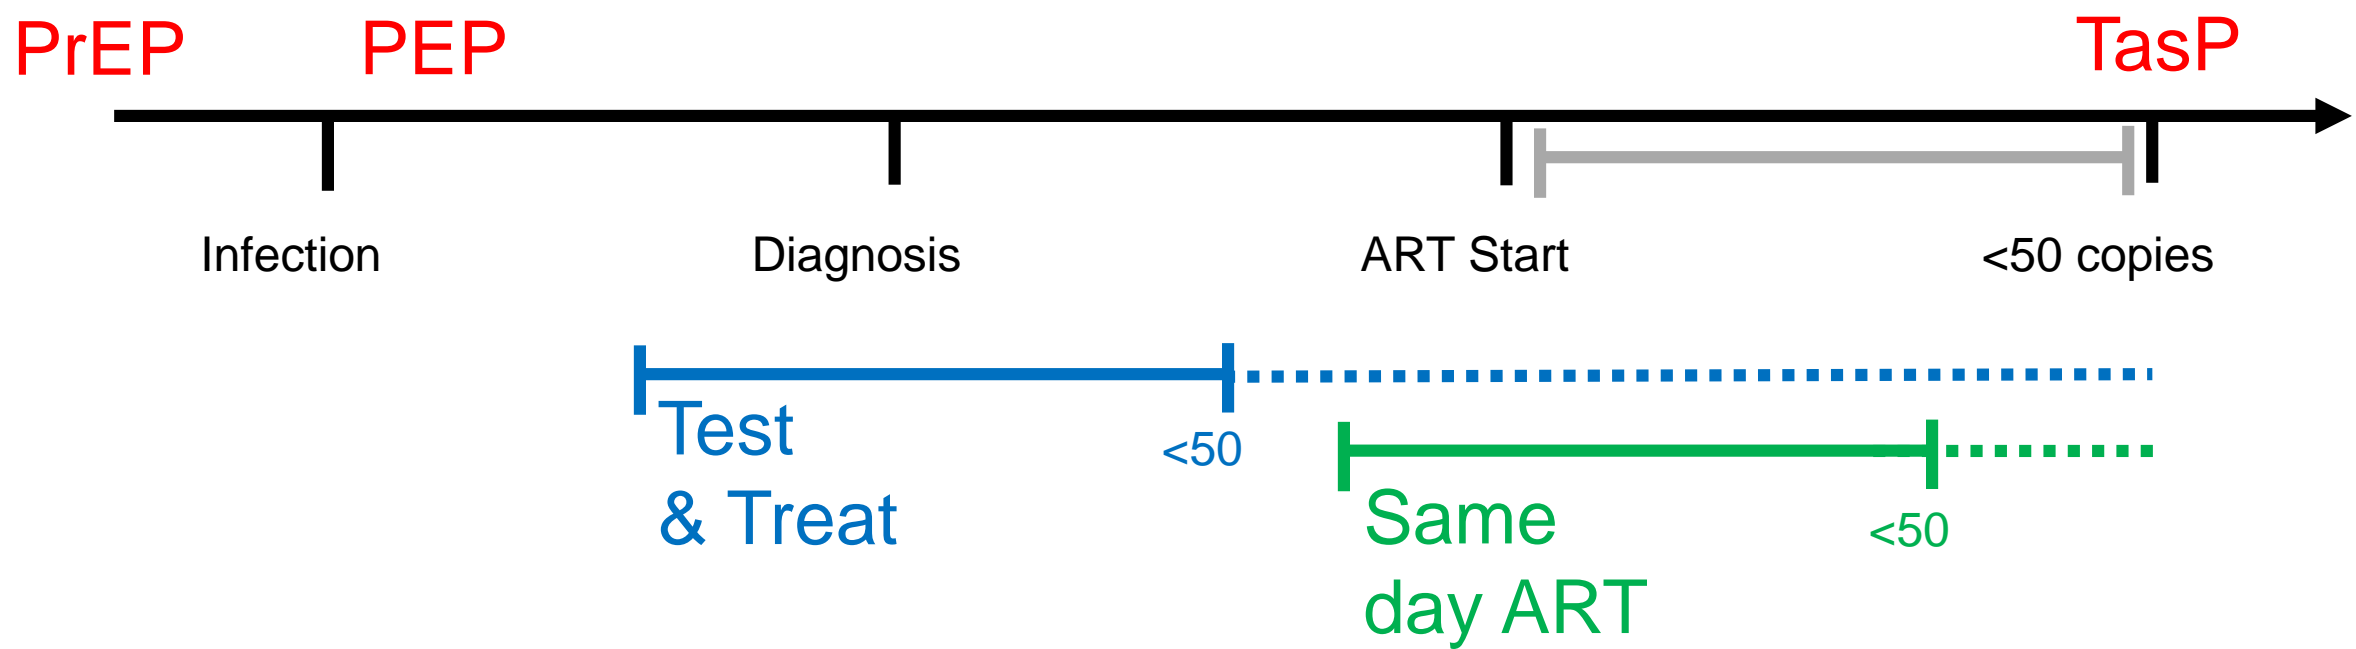 PrEP
PEP
TasP
Infection
Diagnosis
ART Start
<50 copies
Test
& Treat
<50
Same
day ART
<50